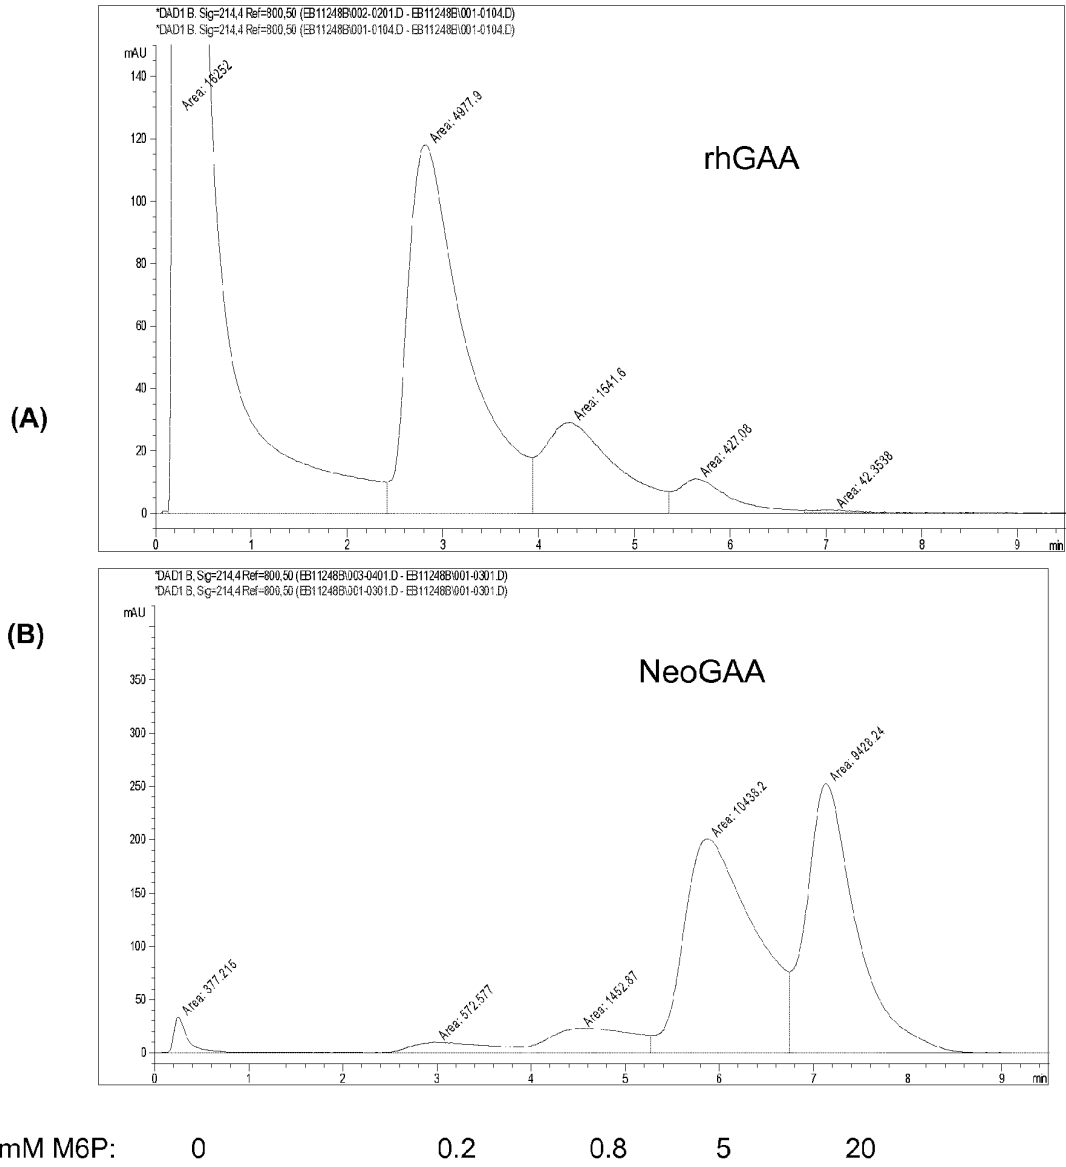 *DAD1 B, Sig=214,4 Ref=800,50 (EB11248B\002-0201.D - EB11248B\001-0104.D)
*DAD1 B, Sig=214,4 Ref=800,50 (EB11248B\001-0104.D - EB11248B\001-0104.D)
mAU
140
120
100
80
60
40
20
0
Area: 16252
Area: 4977.9
Area: 1541.6
Area: 427.08
Area: 42.3538
rhGAA
(A)
0 1 2 3 4 5 6 7 8 9 min
*DAD1 B, Sig=214,4 Ref=800,50 (EB11248B\003-0401.D - EB11248B\001-0301.D)
*DAD1 B, Sig=214,4 Ref=800,50 (EB11248B\001-0301.D - EB11248B\001-0301.D)
mAU
(B)
350
300
250
200
150
100
50
0
NeoGAA
Area: 377.216
Area: 572.577
Area: 1452.87
Area: 10438.2
Area: 9428.24
0 1 2 3 4 5 6 7 8 9 min
mM M6P: 0 0.2 0.8 5 20